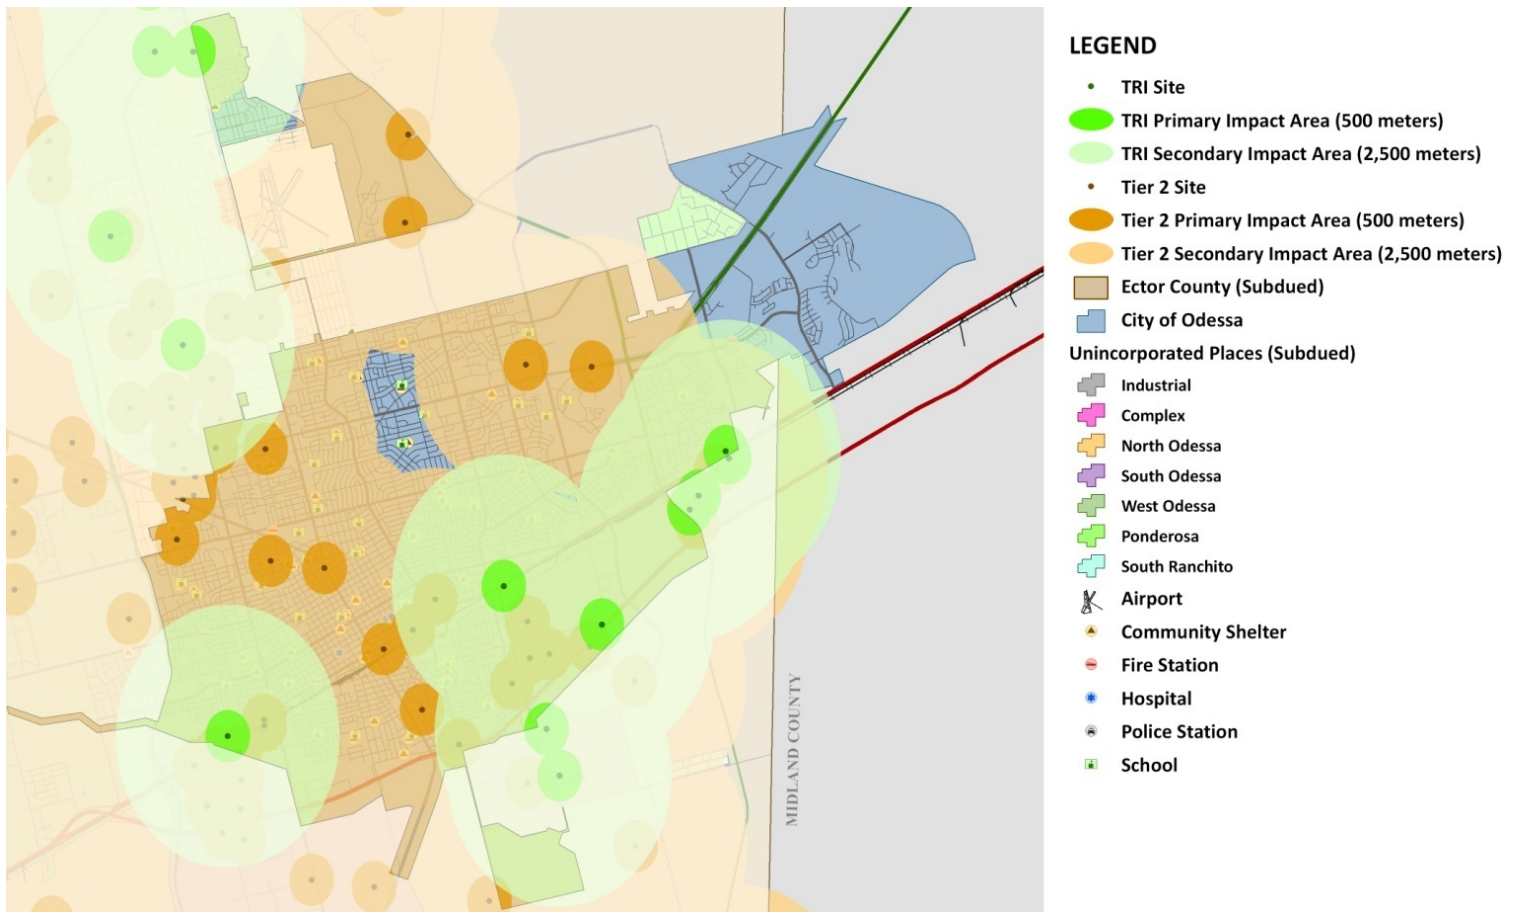 LEGEND
TRI Site
TRI Primary Impact Area (500 meters)
TRI Secondary Impact Area (2,500 meters)
Tier 2 Site
Tier 2 Primary Impact Area (500 meters)
Tier 2 Secondary Impact Area (2,500 meters)
Ector County (Subdued)
City of Odessa
Unincorporated Places (Subdued)
Industrial
Complex
North Odessa
South Odessa
West Odessa
Ponderosa
South Ranchito
Airport
Community Shelter
Fire Station
Hospital
Police Station
School
MIDLAND COUNTY